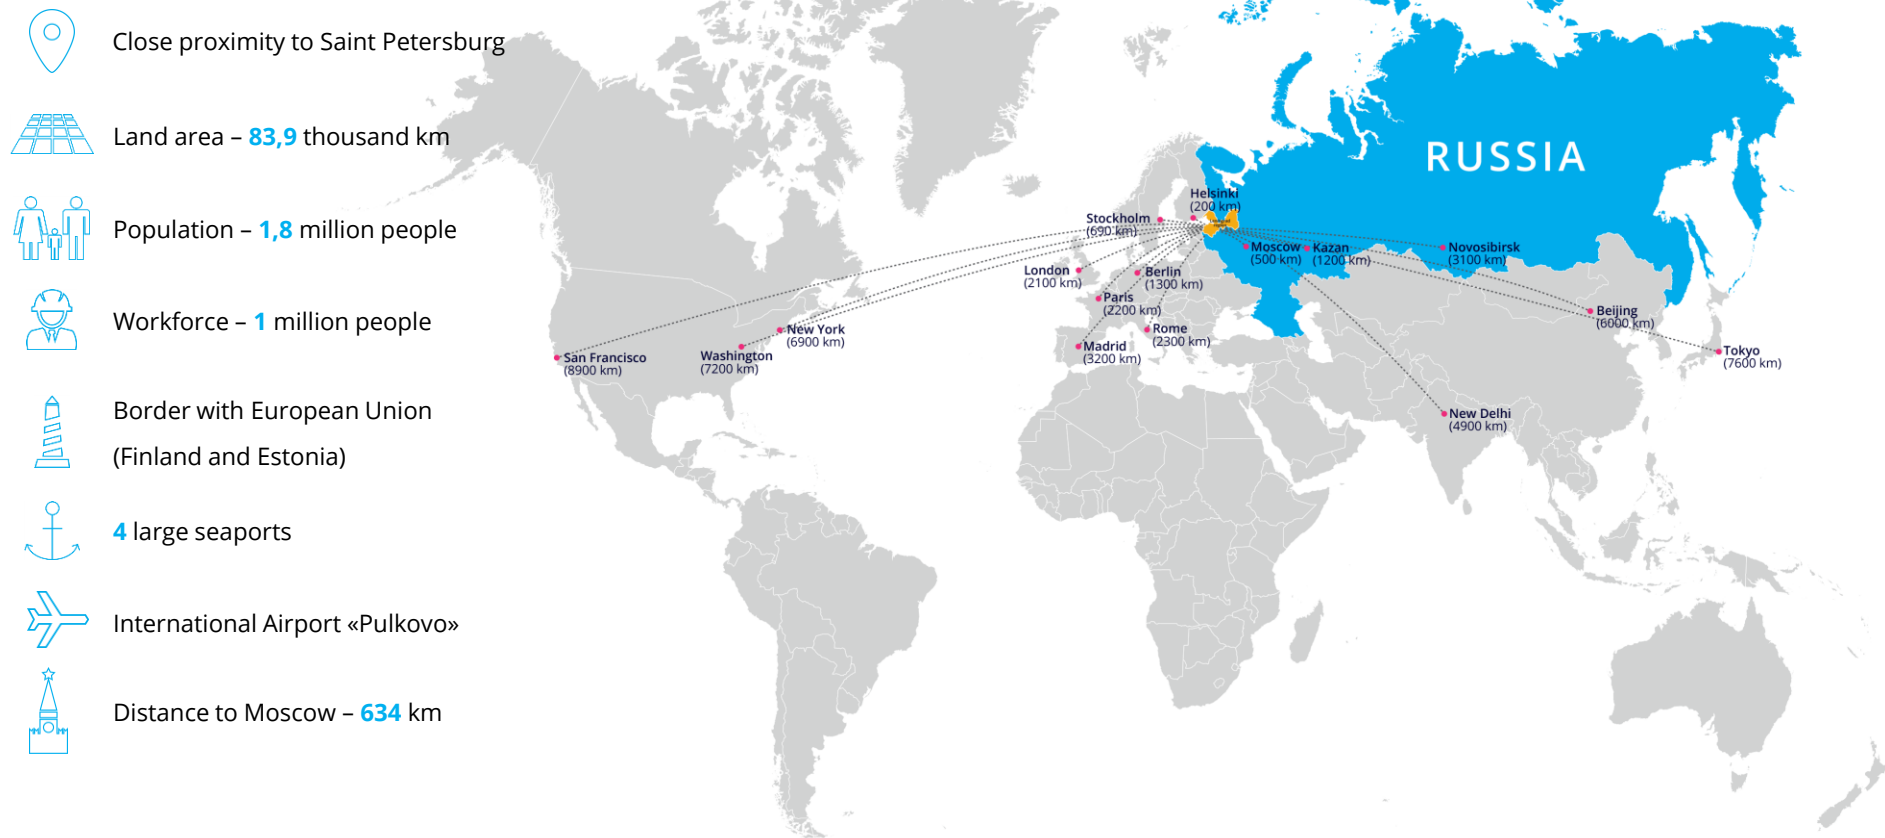 Close proximity to Saint Petersburg
Land area – 83,9 thousand km
Population – 1,8 million people
Workforce – 1 million people
Border with European Union
(Finland and Estonia)
4 large seaports
International Airport «Pulkovo»
Distance to Moscow – 634 km
RUSSIA
Helsinki
(200 km)
Stockholm
(690 km)
Moscow
(500 km)
Kazan
(1200 km)
Novosibirsk
(3100 km)
London
(2100 km)
Berlin
(1300 km)
Paris
(2200 km)
Rome
(2300 km)
Madrid
(3200 km)
New York
(6900 km)
Washington
(7200 km)
San Francisco
(8900 km)
Beijing
(6000 km)
Tokyo
(7600 km)
New Delhi
(4900 km)